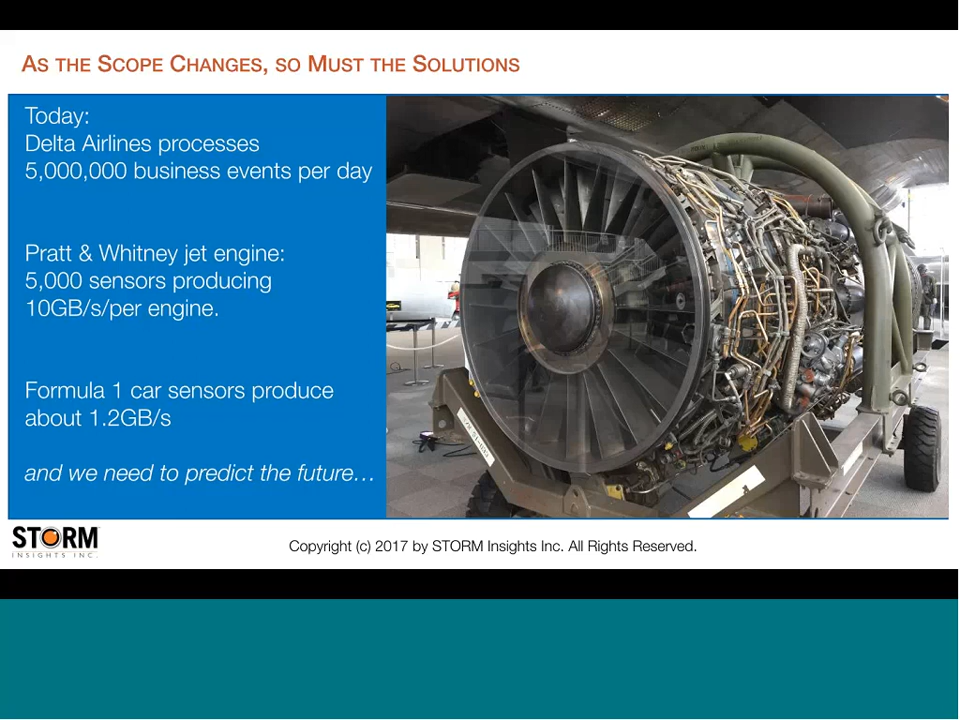 AS THE SCOPE CHANGES, SO MUST THE SOLUTIONS
Today:
Delta Airlines processes
5,000,000 business events per day
Pratt & Whitney jet engine:
5,000 sensors producing
10GB/s/per engine.
Formula 1 car sensors produce
about 1.2GB/s
and we need to predict the future…
STORM
INSIGHTS INC.
Copyright (c) 2017 by STORM Insights Inc. All Rights Reserved.